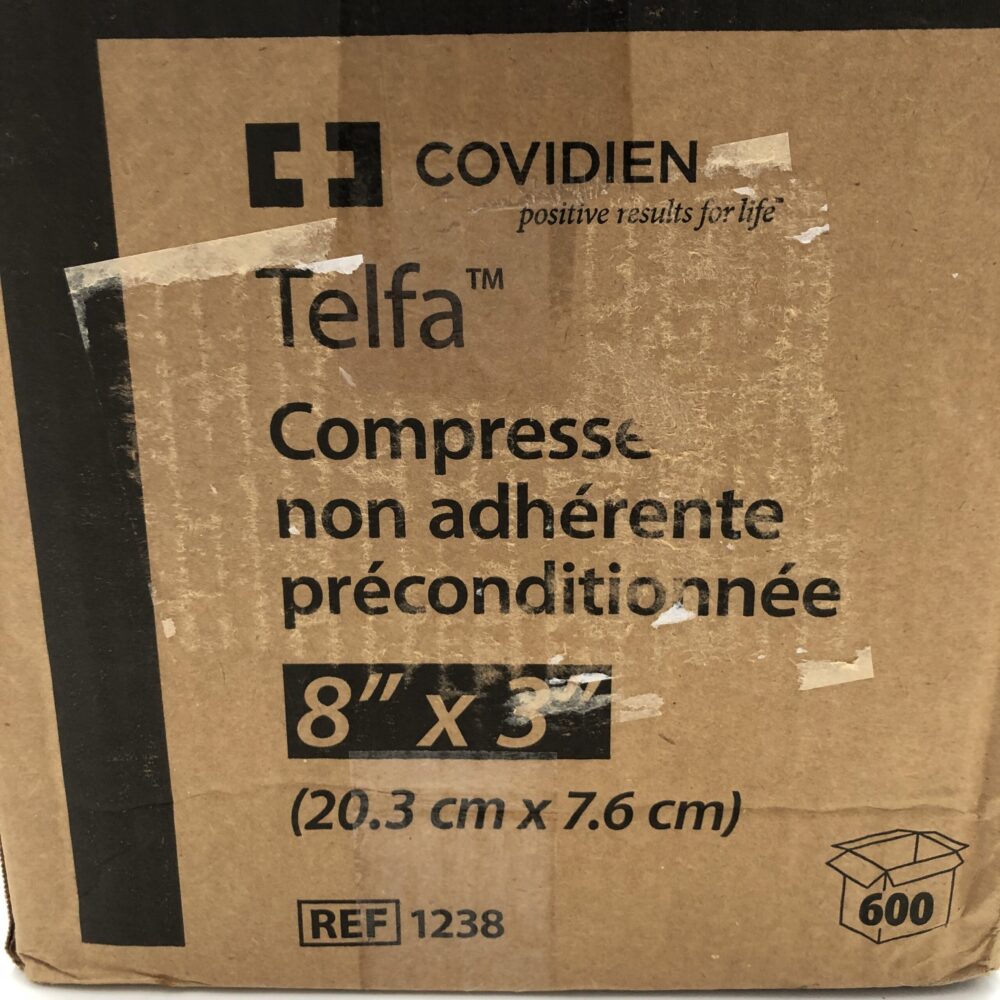 COVIDIEN
positive results for life™
Telfa™
Compresse
non adhérente
préconditionnée
8" x 3"
(20.3 cm x 7.6 cm)
REF 1238
600